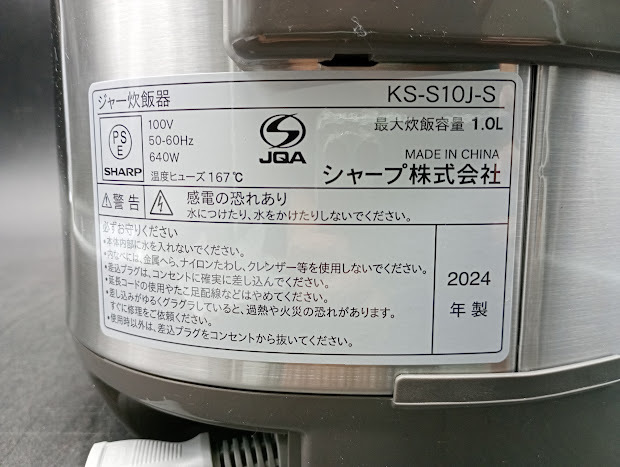 ジャー炊飯器 KS-S10J-S
PS
E
SHARP
100V
50-60Hz
640W
温度ヒューズ 167℃
JQA
最大炊飯容量 1.0L
MADE IN CHINA
シャープ株式会社
警告 感電の恐れあり
水につけたり、水をかけたりしないでください。
必ずお守りください
•本体内部に水を入れないでください。
•内なべには、金属へら、ナイロンたわし、クレンザー等を使用しないでください。
•差込プラグは、コンセントに確実に差し込んでください。
•延長コードの使用やたこ足配線などはやめてください。
•差し込みがゆるくグラグラしていると、過熱や火災の恐れがあります。
すぐに修理をご依頼ください。
•使用時以外は、差込プラグをコンセントから抜いてください。
2024
年製